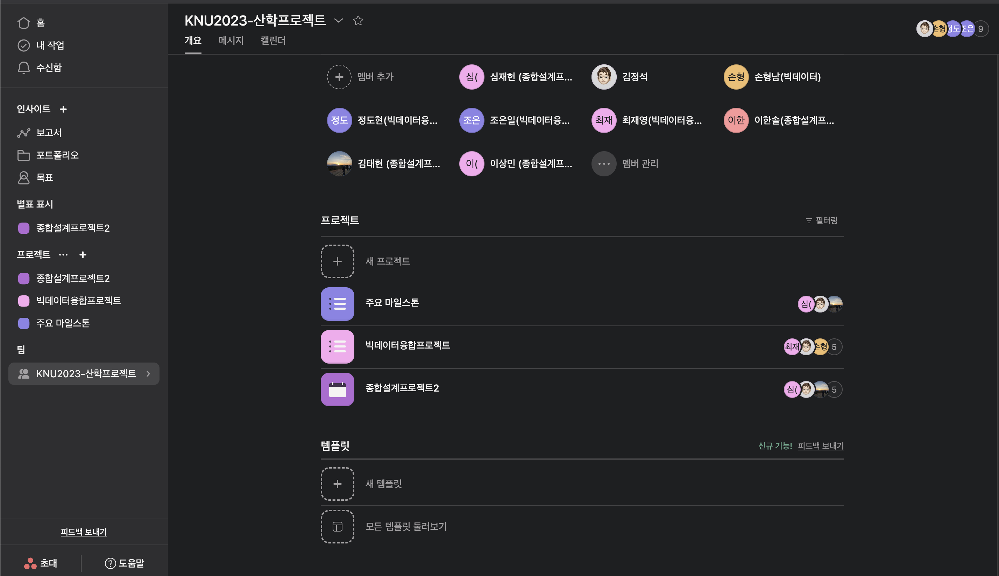 홈
내 작업
수신함
인사이트 +
보고서
포트폴리오
목표
별표 표시
종합설계프로젝트2
프로젝트 ... +
종합설계프로젝트2
빅데이터융합프로젝트
주요 마일스톤
팀
KNU2023-산학프로젝트
피드백 보내기
초대
도움말
KNU2023-산학프로젝트
개요 메시지 캘린더
손형 정도 조은 9
멤버 추가
심( 심재헌 (종합설계프...
김정석
손형 손형남(빅데이터)
정도 정도현(빅데이터융...
조은 조은일(빅데이터융...
최재 최재영(빅데이터융...
이한 이한솔(종합설계프...
김태현 (종합설계프...
이( 이상민 (종합설계프...
멤버 관리
프로젝트
필터링
새 프로젝트
주요 마일스톤
심(
빅데이터융합프로젝트
최재 손형 5
종합설계프로젝트2
심( 5
템플릿
신규 기능! 피드백 보내기
새 템플릿
모든 템플릿 둘러보기